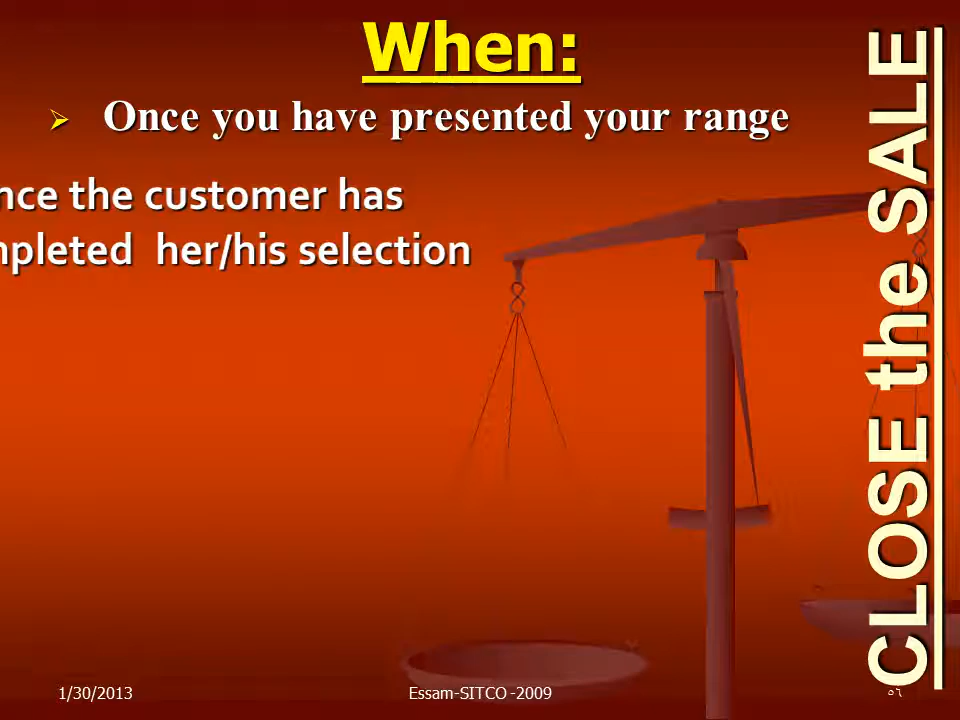 When:
Once you have presented your range
nce the customer has
mpleted her/his selection
CLOSE the SALE
1/30/2013
Essam-SITCO -2009
٥٦